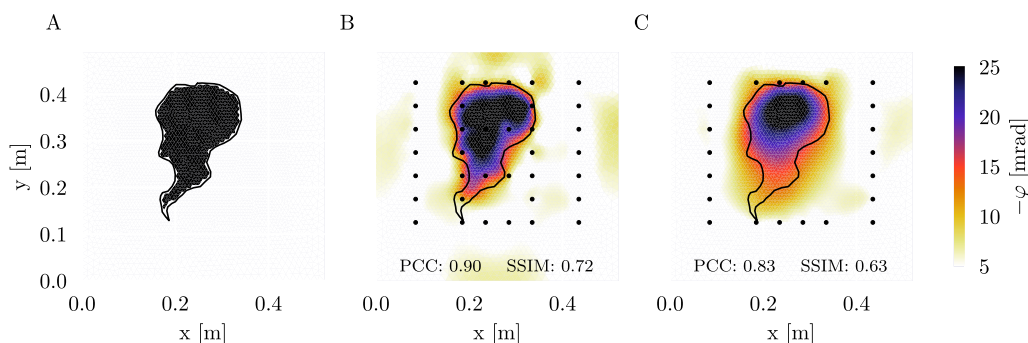 A
B
C
y [m]
0.4
0.3
0.2
0.1
0.0
0.0 0.2 0.4
x [m]
PCC: 0.90 SSIM: 0.72
0.0 0.2 0.4
x [m]
PCC: 0.83 SSIM: 0.63
0.0 0.2 0.4
x [m]
25
20
15
10
5
−φ [mrad]